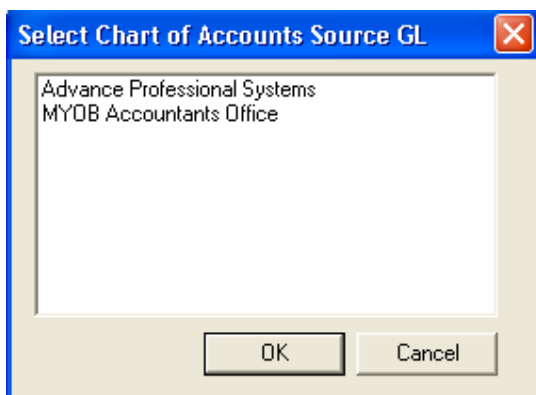 Select Chart of Accounts Source GL
Advance Professional Systems
MYOB Accountants Office
OK
Cancel